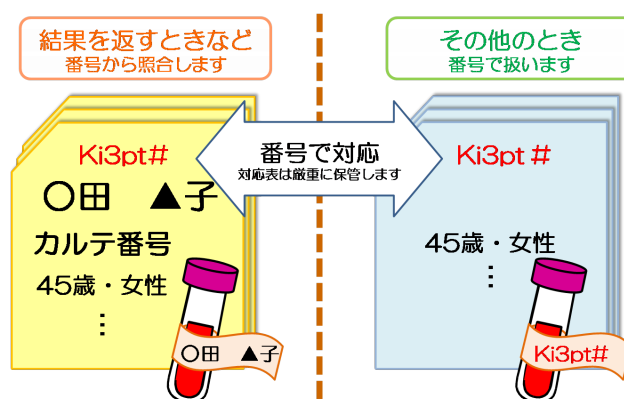 結果を返すときなど
番号から照合します
その他のとき
番号で扱います
Ki3pt#
〇田 ▲子
カルテ番号
45歳・女性
⋮
〇田 ▲子
番号で対応
対応表は厳重に保管します
Ki3pt#
45歳・女性
⋮
Ki3pt#